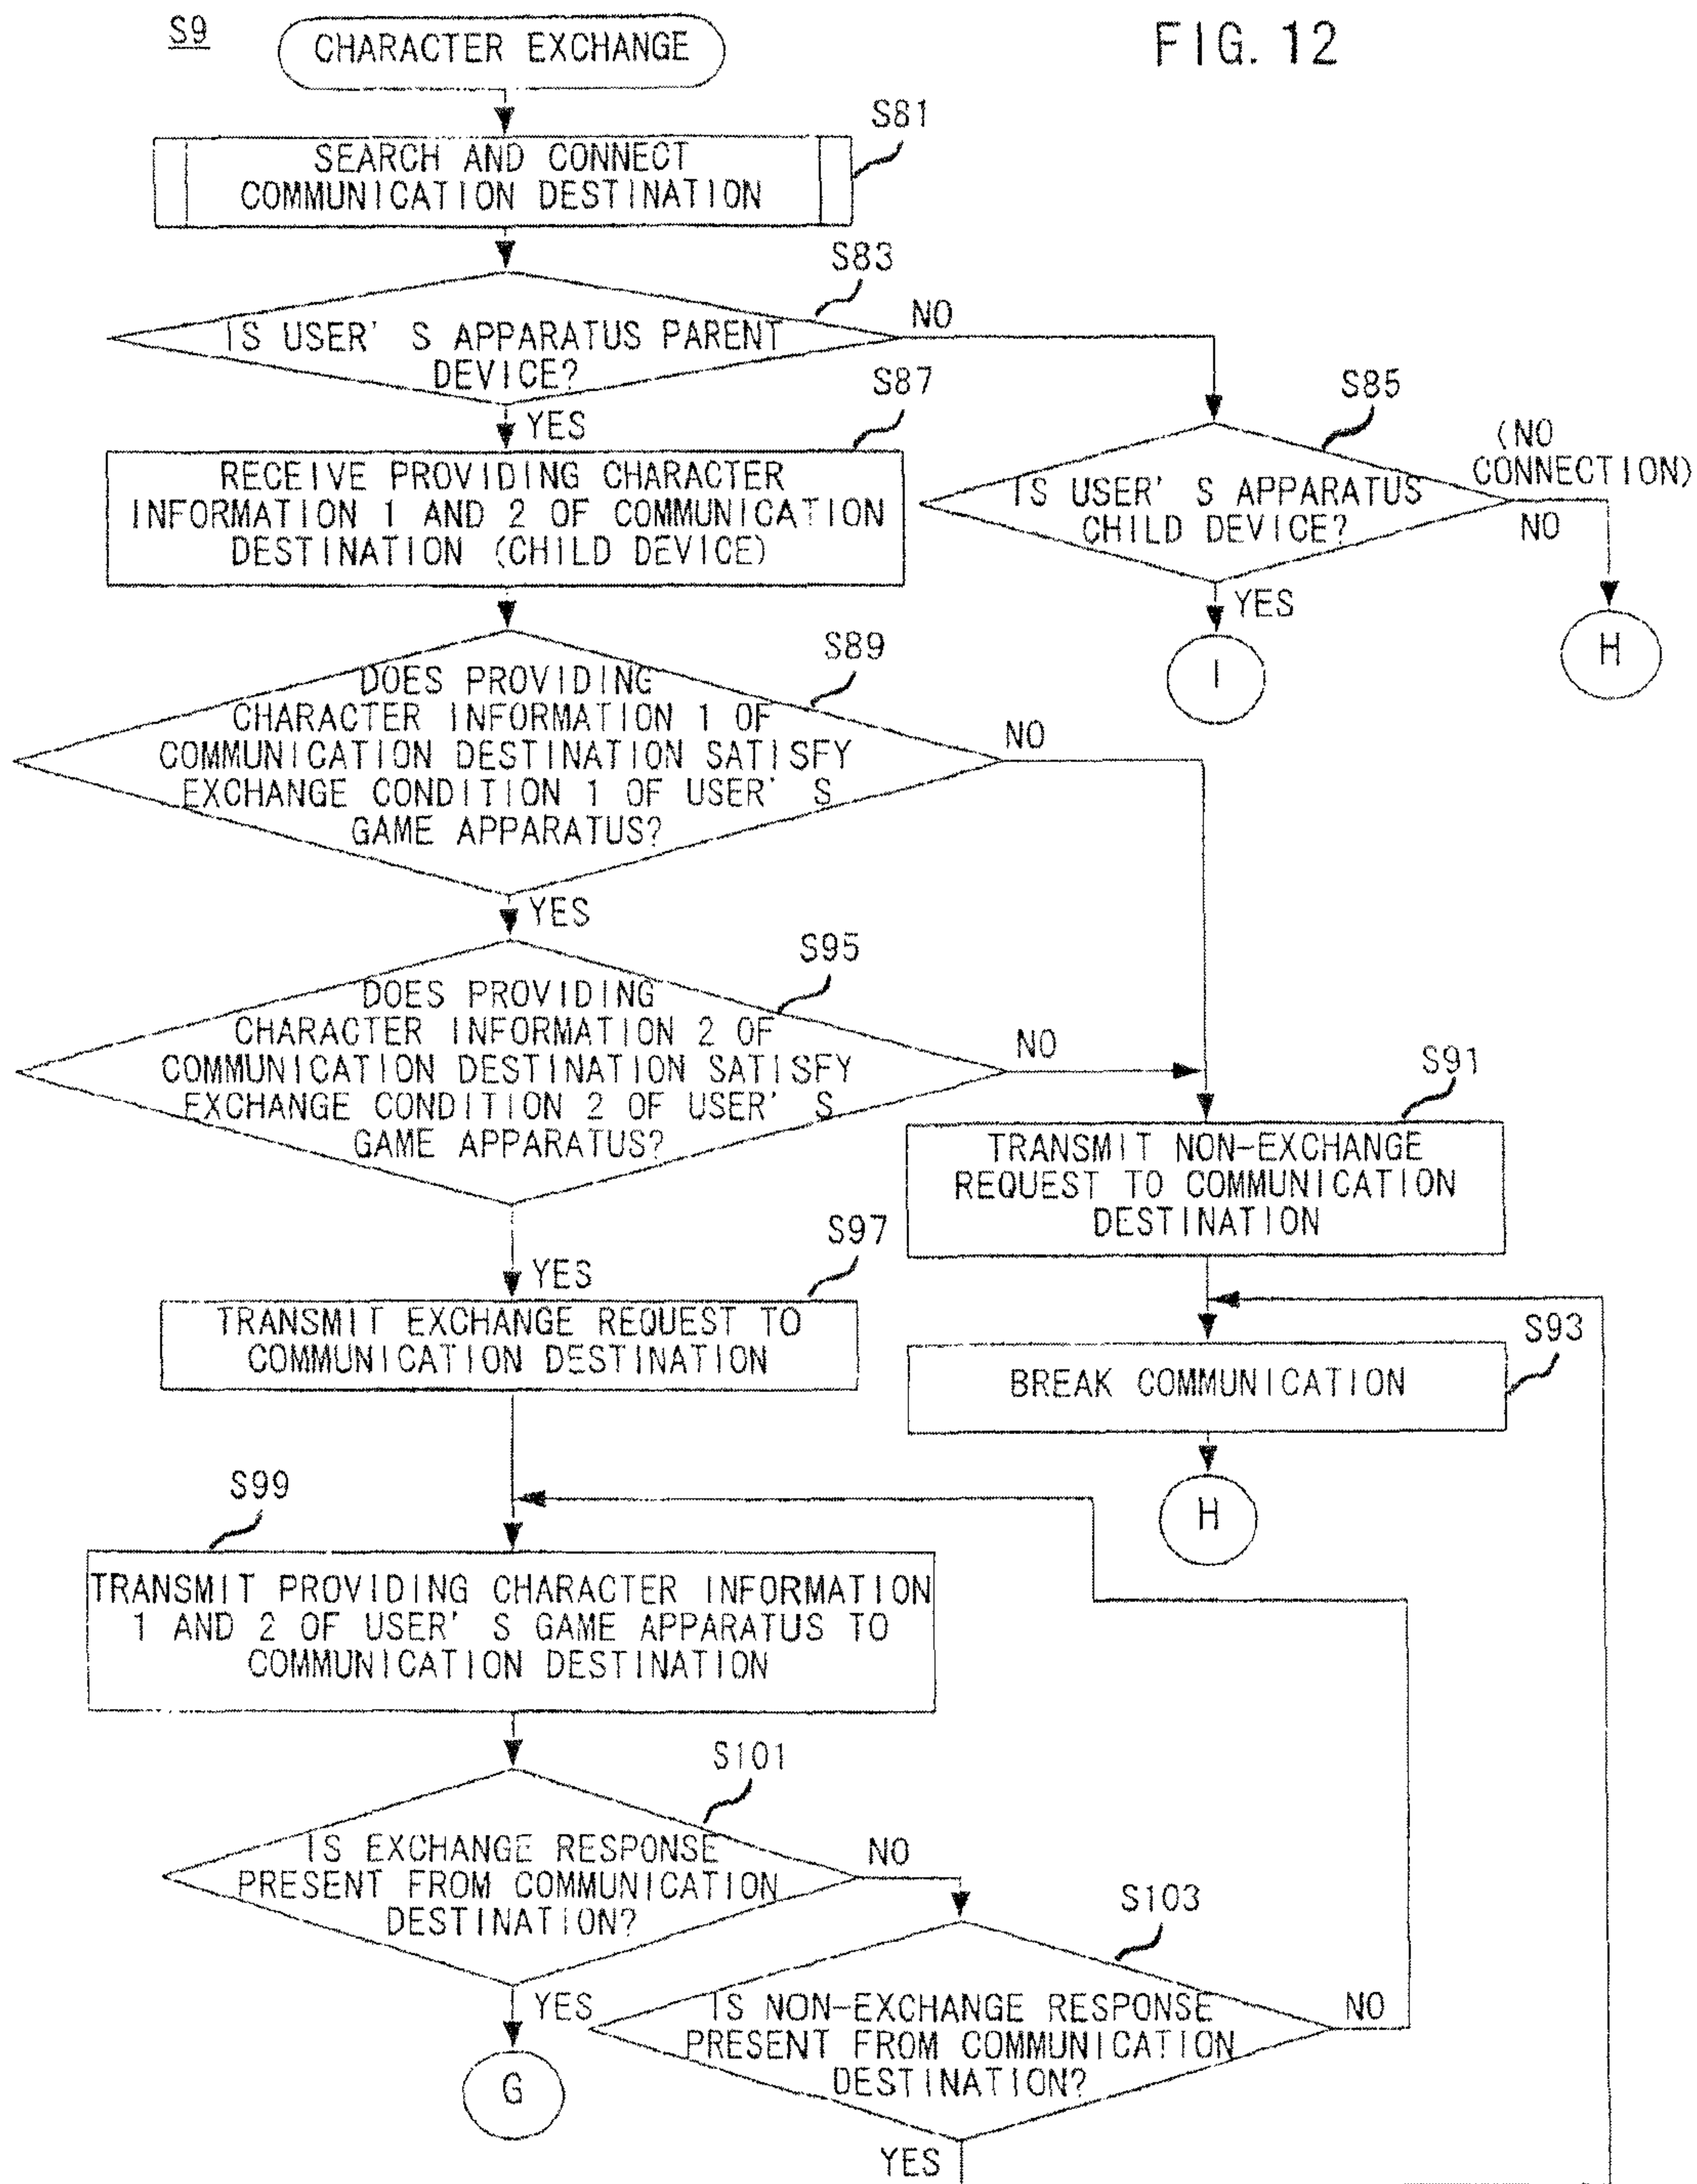 S9
CHARACTER EXCHANGE
FIG. 12
S81
SEARCH AND CONNECT
COMMUNICATION DESTINATION
S83
IS USER' S APPARATUS PARENT
DEVICE?
NO
YES
S87
RECEIVE PROVIDING CHARACTER
INFORMATION 1 AND 2 OF COMMUNICATION
DESTINATION (CHILD DEVICE)
S85
IS USER' S APPARATUS
CHILD DEVICE?
(NO
CONNECTION)
NO
YES
I
H
S89
DOES PROVIDING
CHARACTER INFORMATION 1 OF
COMMUNICATION DESTINATION SATISFY
EXCHANGE CONDITION 1 OF USER' S
GAME APPARATUS?
NO
YES
S95
DOES PROVIDING
CHARACTER INFORMATION 2 OF
COMMUNICATION DESTINATION SATISFY
EXCHANGE CONDITION 2 OF USER' S
GAME APPARATUS?
NO
YES
S91
TRANSMIT NON-EXCHANGE
REQUEST TO COMMUNICATION
DESTINATION
S97
TRANSMIT EXCHANGE REQUEST TO
COMMUNICATION DESTINATION
S93
BREAK COMMUNICATION
H
S99
TRANSMIT PROVIDING CHARACTER INFORMATION
1 AND 2 OF USER' S GAME APPARATUS TO
COMMUNICATION DESTINATION
S101
IS EXCHANGE RESPONSE
PRESENT FROM COMMUNICATION
DESTINATION?
NO
YES
G
S103
IS NON-EXCHANGE RESPONSE
PRESENT FROM COMMUNICATION
DESTINATION?
NO
YES